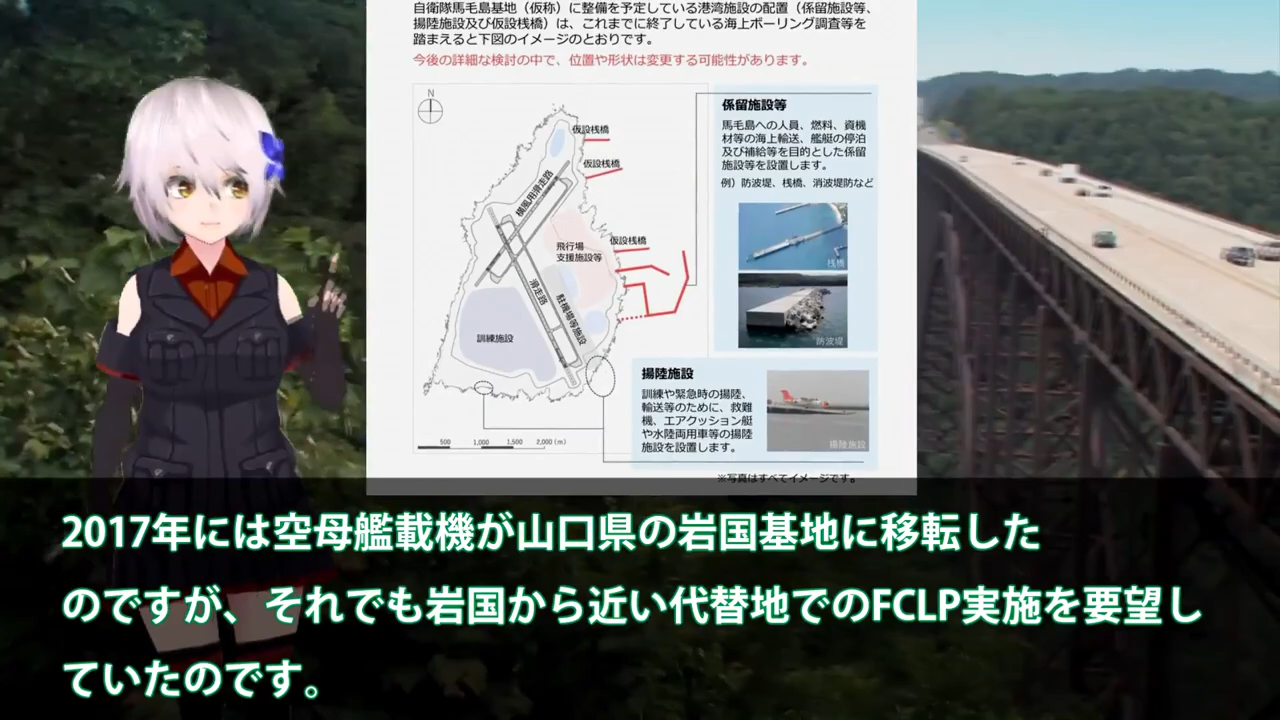 自衛隊馬毛島基地（仮称）に整備を予定している港湾施設の配置（係留施設等、
揚陸施設及び仮設桟橋）は、これまでに終了している海上ボーリング調査等を
踏まえると下図のイメージのとおりです。
今後の詳細な検討の中で、位置や形状は変更する可能性があります。
N
仮設桟橋
仮設桟橋
横風用滑走路
仮設桟橋
飛行場
支援施設等
滑走路
駐機場等施設
訓練施設
500 1,000 1,500 2,000 (m)
係留施設等
馬毛島への人員、燃料、資機
材等の海上輸送、艦艇の停泊
及び補給等を目的とした係留
施設等を設置します。
例）防波堤、桟橋、消波堤防など
桟橋
防波堤
揚陸施設
訓練や緊急時の揚陸、
輸送等のために、救難
機、エアクッション艇
や水陸両用車等の揚陸
施設を設置します。
揚陸施設
※写真はすべてイメージです。
2017年には空母艦載機が山口県の岩国基地に移転した
のですが、それでも岩国から近い代替地でのFCLP実施を要望し
ていたのです。